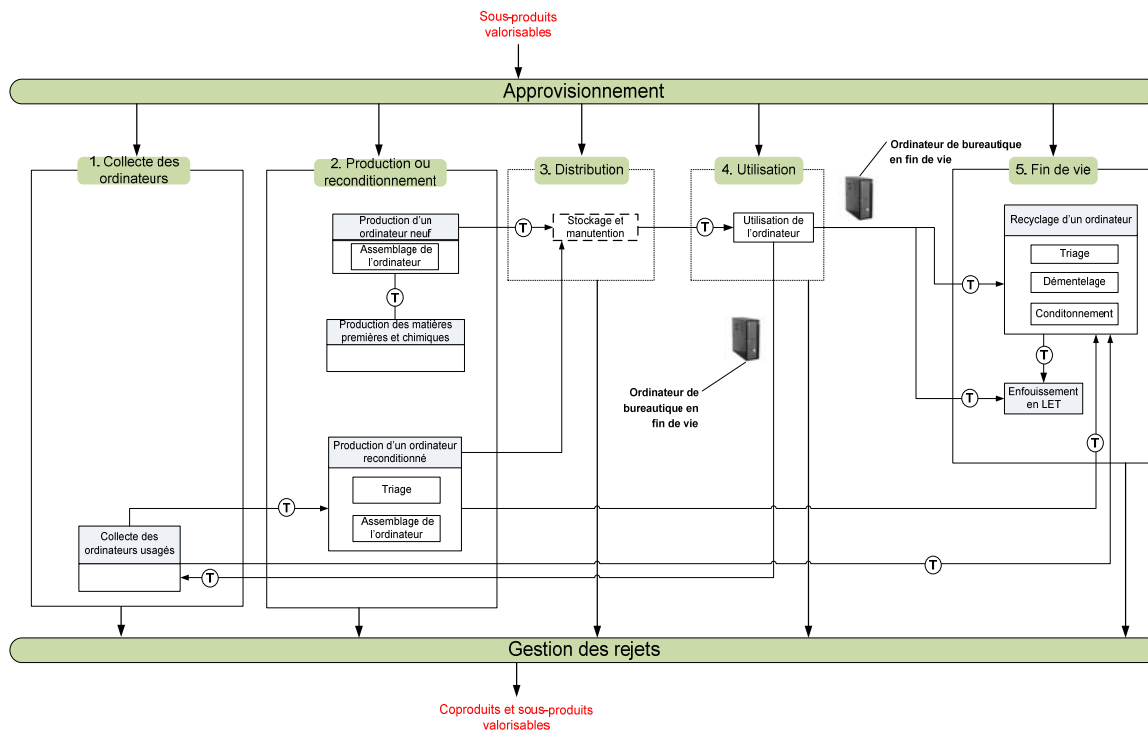 Sous-produits
valorisables
Approvisionnement
1. Collecte des
ordinateurs
2. Production ou
reconditionnement
3. Distribution
4. Utilisation
Ordinateur de bureautique
en fin de vie
5. Fin de vie
Production d'un
ordinateur neuf
Assemblage de
l'ordinateur
T
Production des matières
premières et chimiques
T
Stockage et
manutention
T
Utilisation de
l'ordinateur
Recyclage d'un ordinateur
Triage
Démentelage
Conditonnement
T
T
Enfouissement
en LET
T
T
Ordinateur de
bureautique en
fin de vie
Production d'un ordinateur
reconditionné
Triage
Assemblage de
l'ordinateur
T
Collecte des
ordinateurs usagés
T
T
Gestion des rejets
Coproduits et sous-produits
valorisables